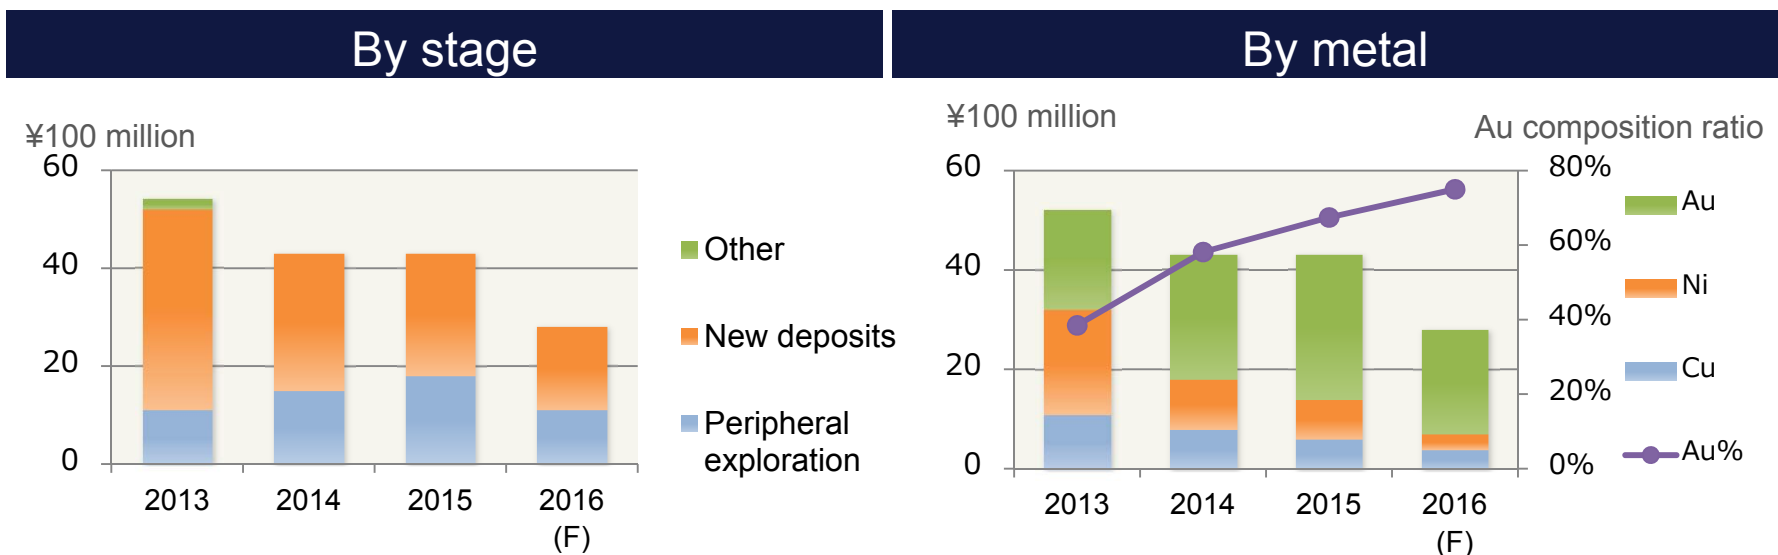 By stage
¥100 million
60
40
20
0
2013 2014 2015 2016
(F)
Other
New deposits
Peripheral
exploration
By metal
¥100 million
Au composition ratio
60
40
20
0
80%
60%
40%
20%
0%
2013 2014 2015 2016
(F)
Au
Ni
Cu
Au%